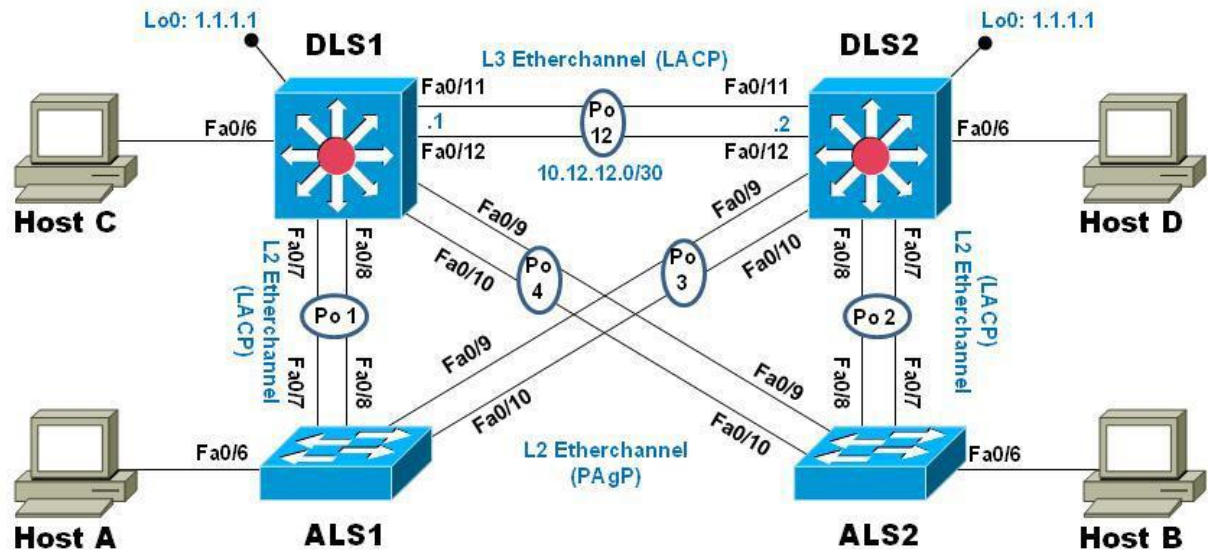 Lo0: 1.1.1.1
Lo0: 1.1.1.1
DLS1
DLS2
L3 Etherchannel (LACP)
Fa0/11
Fa0/11
Fa0/6
.1
Po
12
.2
Fa0/6
Fa0/12
Fa0/12
10.12.12.0/30
Host C
Host D
Fa0/7
Fa0/8
Fa0/9
Fa0/10
Fa0/9
Fa0/10
Fa0/8
Fa0/7
L2 Etherchannel
(LACP)
Po 1
Po
4
Po
3
Po 2
L2 Etherchannel
(LACP)
Fa0/7
Fa0/8
Fa0/9
Fa0/10
Fa0/9
Fa0/10
Fa0/8
Fa0/7
L2 Etherchannel
(PAgP)
Fa0/6
Fa0/6
Host A
ALS1
ALS2
Host B